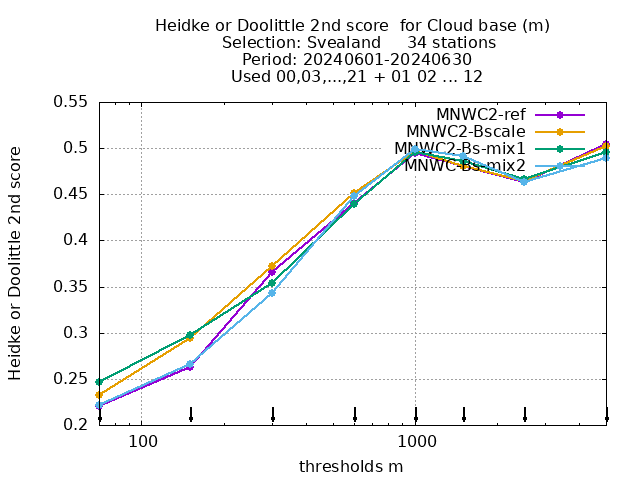 Heidke or Doolittle 2nd score  for Cloud base (m)
Selection: Svealand     34 stations
Period: 20240601-20240630
Used 00,03,...,21 + 01 02 ... 12
MNWC2-ref
MNWC2-Bscale
MNWC2-Bs-mix1
MNWC-Bs-mix2
Heidke or Doolittle 2nd score
0.55
0.5
0.45
0.4
0.35
0.3
0.25
0.2
100
1000
thresholds m